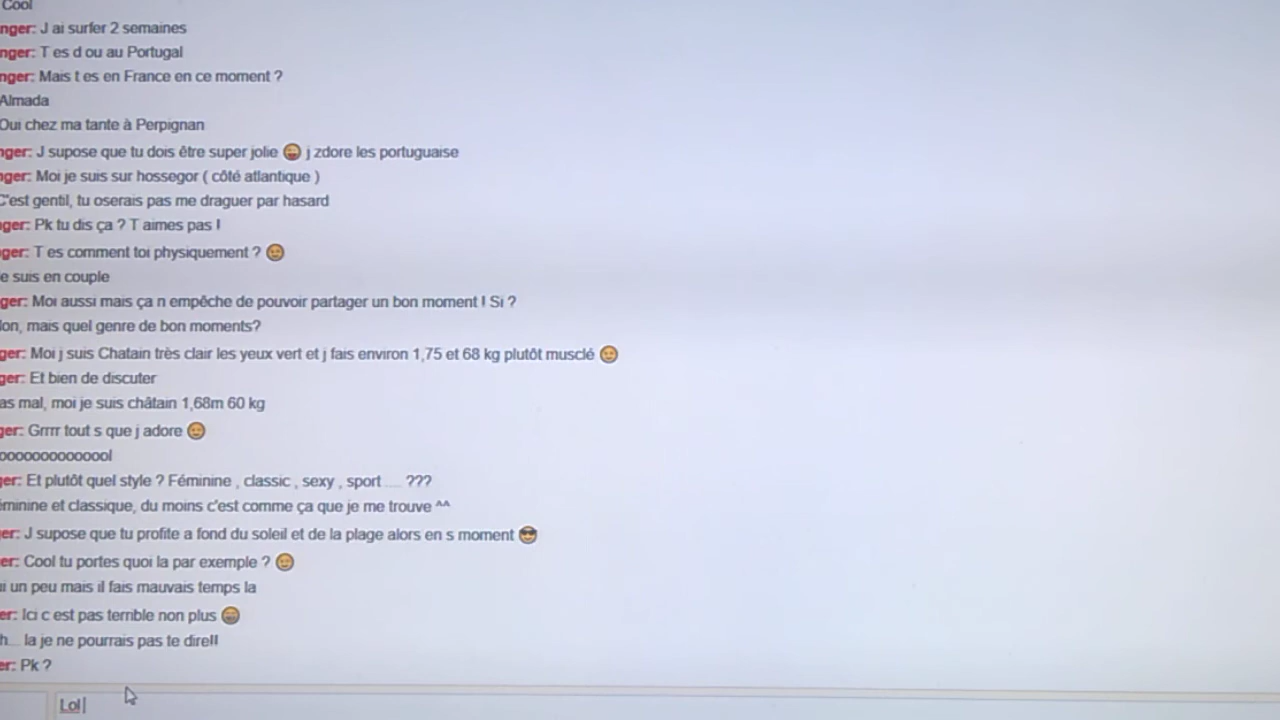 Cool
nger: J ai surfer 2 semaines
nger: T es d ou au Portugal
nger: Mais t es en France en ce moment ?
Almada
Oui chez ma tante à Perpignan
nger: J supose que tu dois être super jolie 😄 j zdore les portuguaise
nger: Moi je suis sur hossegor ( côté atlantique )
C'est gentil, tu oserais pas me draguer par hasard
ger: Pk tu dis ça ? T aimes pas !
ger: T es comment toi physiquement ? 😉
e suis en couple
ger: Moi aussi mais ça n empêche de pouvoir partager un bon moment ! Si ?
Non, mais quel genre de bon moments?
ger: Moi j suis Chatain très clair les yeux vert et j fais environ 1,75 et 68 kg plutôt musclé 😉
ger: Et bien de discuter
as mal, moi je suis châtain 1,68m 60 kg
ger: Grrrr tout s que j adore 😉
oooooooooooool
er: Et plutôt quel style ? Féminine , classic , sexy , sport .... ???
éminine et classique, du moins c'est comme ça que je me trouve ^^
er: J supose que tu profite a fond du soleil et de la plage alors en s moment 😎
er: Cool tu portes quoi la par exemple ? 😉
i un peu mais il fais mauvais temps la
er: Ici c est pas terrible non plus 😄
h... la je ne pourrais pas te dire!!
er: Pk ?
Lol